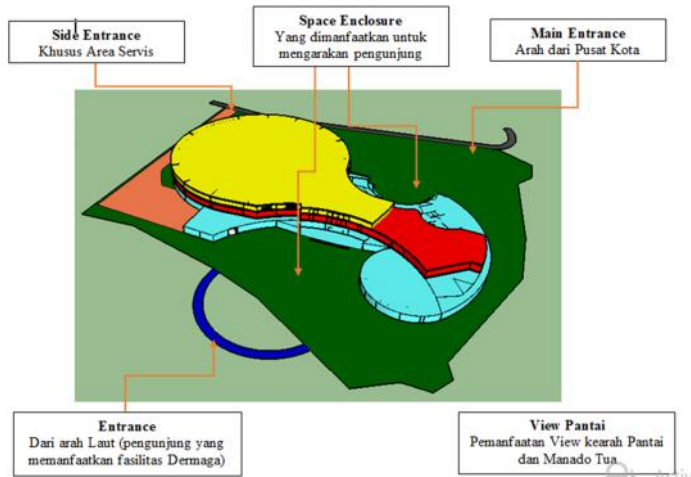 Side Entrance
Khusus Area Servis
Space Enclosure
Yang dimanfaatkan untuk
mengarakan pengunjung
Main Entrance
Arah dari Pusat Kota
Entrance
Dari arah Laut (pengunjung yang
memanfaatkan fasilitas Dermaga)
View Pantai
Pemanfaatan View kearah Pantai
dan Manado Tua